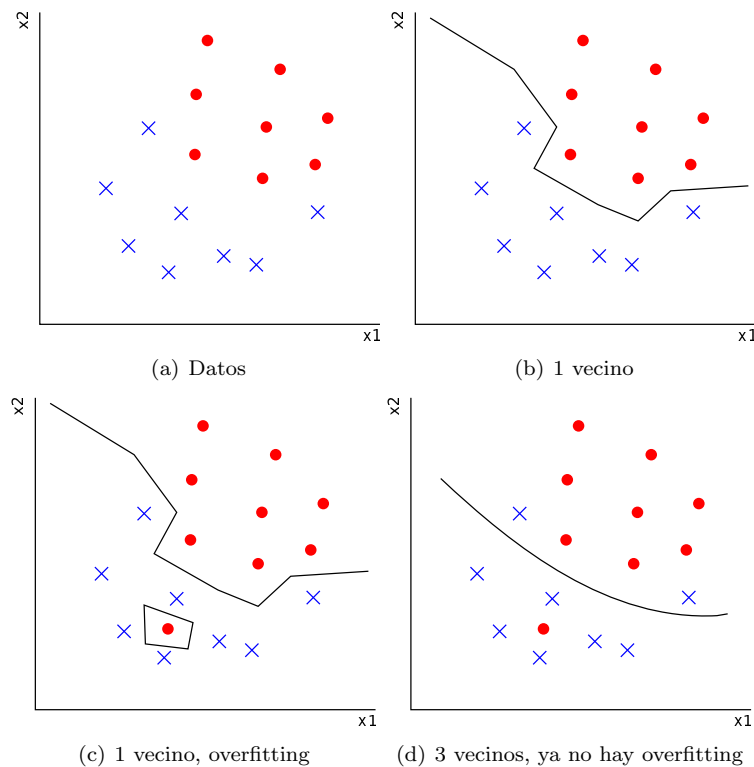 x2
x2
x1
x1
(a) Datos
(b) 1 vecino
x2
x2
x1
x1
(c) 1 vecino, overfitting
(d) 3 vecinos, ya no hay overfitting